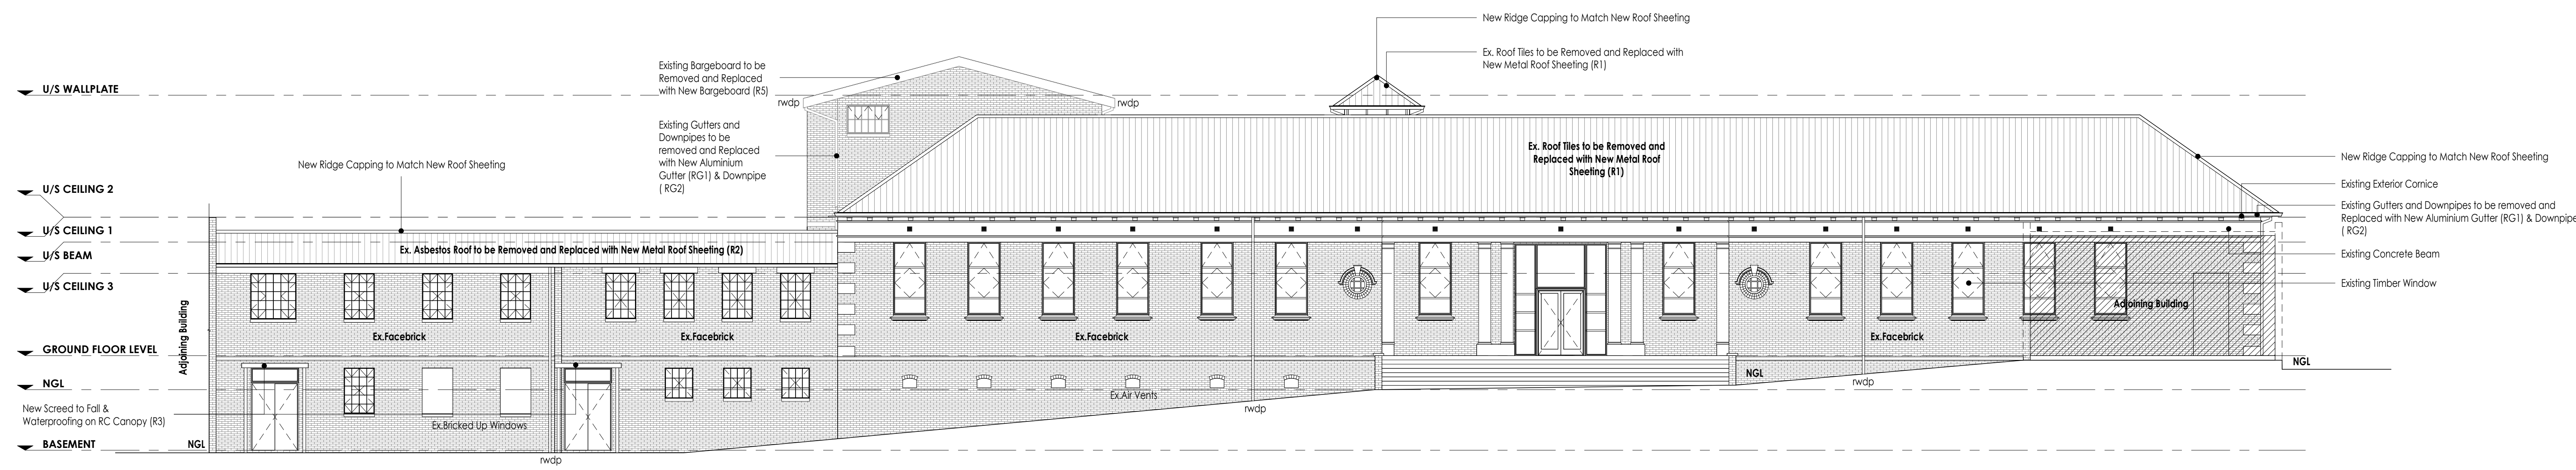 New Ridge Capping to Match New Roof Sheeting
Ex. Roof Tiles to be Removed and Replaced with
New Metal Roof Sheeting (R1)
Existing Bargeboard to be
Removed and Replaced
with New Bargeboard (R5)
U/S WALLPLATE
rwdp
rwdp
Existing Gutters and
Downpipes to be
removed and Replaced
with New Aluminium
Gutter (RG1) & Downpipe
( RG2)
Ex. Roof Tiles to be Removed and
Replaced with New Metal Roof
Sheeting (R1)
New Ridge Capping to Match New Roof Sheeting
New Ridge Capping to Match New Roof Sheeting
U/S CEILING 2
Existing Exterior Cornice
Existing Gutters and Downpipes to be removed and
Replaced with New Aluminium Gutter (RG1) & Downpipe
( RG2)
U/S CEILING 1
Ex. Asbestos Roof to be Removed and Replaced with New Metal Roof Sheeting (R2)
U/S BEAM
Existing Concrete Beam
U/S CEILING 3
Existing Timber Window
Adjoining Building
Adjoining Building
Ex.Facebrick
Ex.Facebrick
Ex.Facebrick
Ex.Facebrick
GROUND FLOOR LEVEL
NGL
NGL
NGL
rwdp
Ex.Air Vents
rwdp
New Screed to Fall &
Waterproofing on RC Canopy (R3)
Ex.Bricked Up Windows
BASEMENT
NGL
rwdp